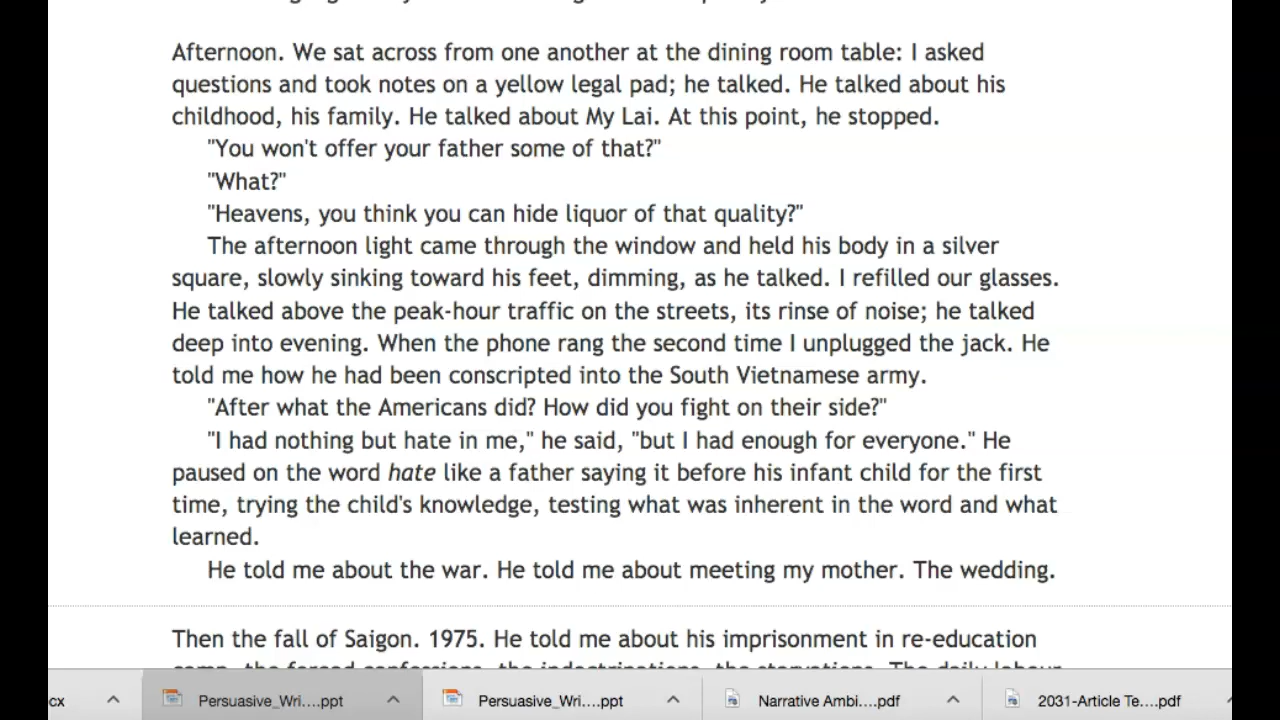 Afternoon. We sat across from one another at the dining room table: I asked
questions and took notes on a yellow legal pad; he talked. He talked about his
childhood, his family. He talked about My Lai. At this point, he stopped.
"You won't offer your father some of that?"
"What?"
"Heavens, you think you can hide liquor of that quality?"
The afternoon light came through the window and held his body in a silver
square, slowly sinking toward his feet, dimming, as he talked. I refilled our glasses.
He talked above the peak-hour traffic on the streets, its rinse of noise; he talked
deep into evening. When the phone rang the second time I unplugged the jack. He
told me how he had been conscripted into the South Vietnamese army.
"After what the Americans did? How did you fight on their side?"
"I had nothing but hate in me," he said, "but I had enough for everyone." He
paused on the word hate like a father saying it before his infant child for the first
time, trying the child's knowledge, testing what was inherent in the word and what
learned.
He told me about the war. He told me about meeting my mother. The wedding.
Then the fall of Saigon. 1975. He told me about his imprisonment in re-education
camp, the forced confessions, the indoctrinations, the starvations. The daily labour
cx Persuasive_Wri....ppt Persuasive_Wri....ppt Narrative Ambi....pdf 2031-Article Te....pdf